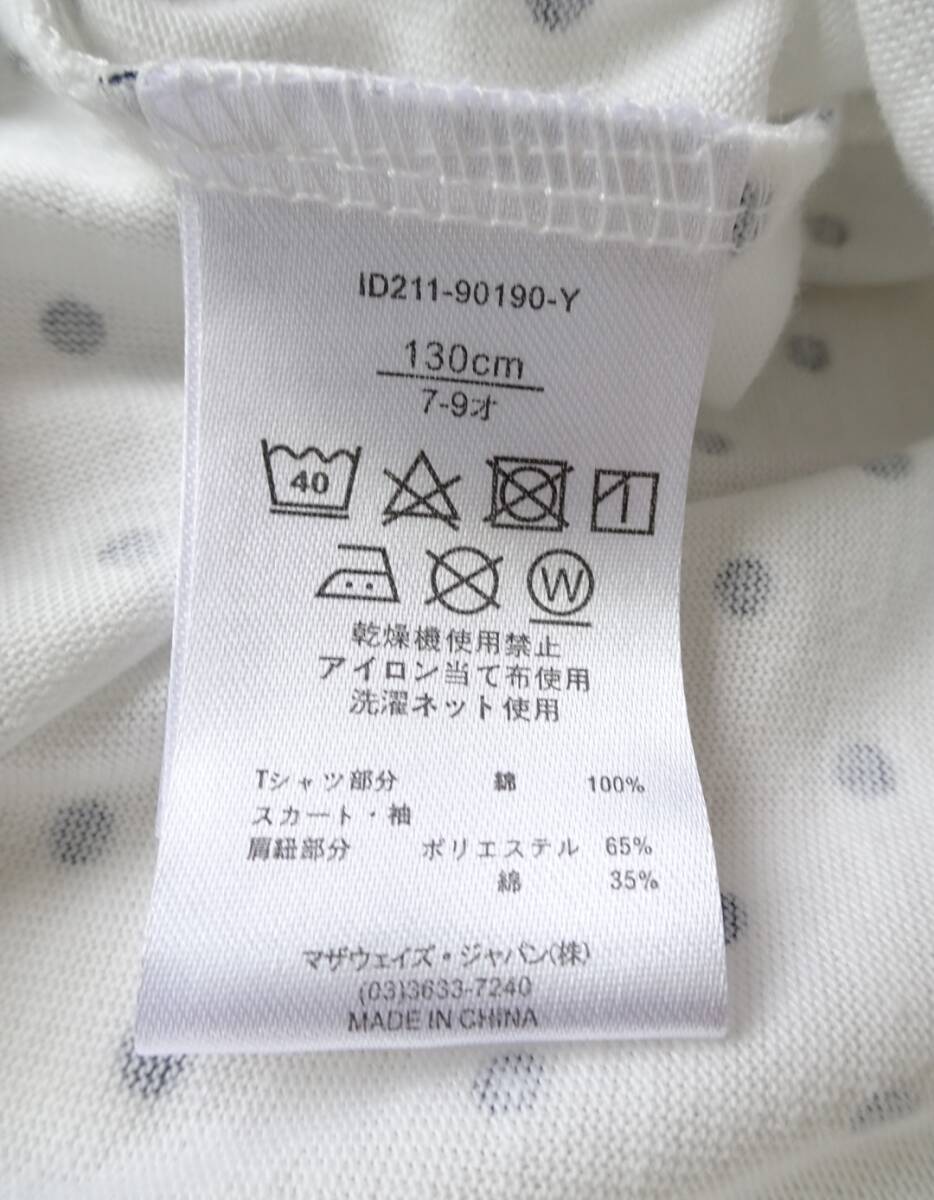 ID211-90190-Y
130cm
7-9才
40
W
乾燥機使用禁止
アイロン当て布使用
洗濯ネット使用
Tシャツ部分 綿 100%
スカート・袖
肩紐部分 ポリエステル 65%
綿 35%
マザウェイズ・ジャパン(株)
(03)3633-7240
MADE IN CHINA